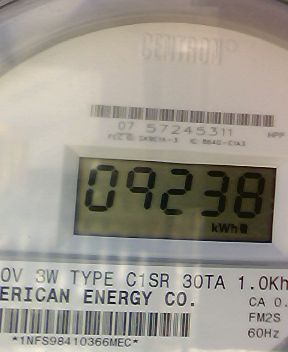 CENTRON®
07 57245311
HPP
09238
kWh
0V 3W TYPE C1SR 30TA 1.0Kh
ERICAN ENERGY CO.
CA 0.
FM2S
60Hz
*1NFS98410366MEC*